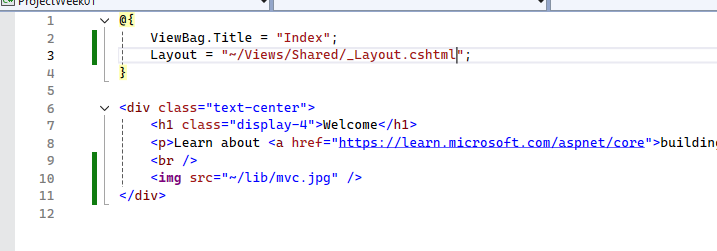 ProjectWeek01
1 @{
2 ViewBag.Title = "Index";
3 Layout = "~/Views/Shared/_Layout.cshtml";
4 }
5
6 <div class="text-center">
7 <h1 class="display-4">Welcome</h1>
8 <p>Learn about <a href="https://learn.microsoft.com/aspnet/core">building
9 <br />
10 <img src="~/lib/mvc.jpg" />
11 </div>
12